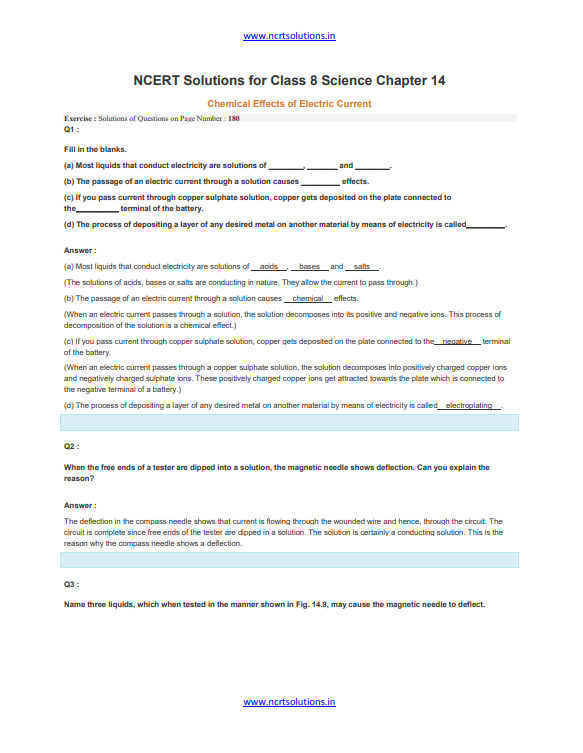 www.ncrtsolutions.in
NCERT Solutions for Class 8 Science Chapter 14
Chemical Effects of Electric Current
Exercise : Solutions of Questions on Page Number : 180
Q1 :
Fill in the blanks.
(a) Most liquids that conduct electricity are solutions of ________, _______ and ________.
(b) The passage of an electric current through a solution causes _________ effects.
(c) If you pass current through copper sulphate solution, copper gets deposited on the plate connected to
the__________ terminal of the battery.
(d) The process of depositing a layer of any desired metal on another material by means of electricity is called_________.
Answer :
(a) Most liquids that conduct electricity are solutions of __acids__, __bases__ and __salts__.
(The solutions of acids, bases or salts are conducting in nature. They allow the current to pass through.)
(b) The passage of an electric current through a solution causes __chemical__ effects.
(When an electric current passes through a solution, the solution decomposes into its positive and negative ions. This process of
decomposition of the solution is a chemical effect.)
(c) If you pass current through copper sulphate solution, copper gets deposited on the plate connected to the__negative__ terminal
of the battery.
(When an electric current passes through a copper sulphate solution, the solution decomposes into positively charged copper ions
and negatively charged sulphate ions. These positively charged copper ions get attracted towards the plate which is connected to
the negative terminal of a battery.)
(d) The process of depositing a layer of any desired metal on another material by means of electricity is called__electroplating__.
Q2 :
When the free ends of a tester are dipped into a solution, the magnetic needle shows deflection. Can you explain the
reason?
Answer :
The deflection in the compass needle shows that current is flowing through the wounded wire and hence, through the circuit. The
circuit is complete since free ends of the tester are dipped in a solution. The solution is certainly a conducting solution. This is the
reason why the compass needle shows a deflection.
Q3 :
Name three liquids, which when tested in the manner shown in Fig. 14.9, may cause the magnetic needle to deflect.
www.ncrtsolutions.in